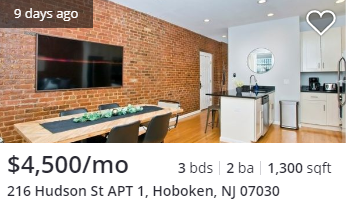 9 days ago
$4,500/mo 3 bds 2 ba 1,300 sqft
216 Hudson St APT 1, Hoboken, NJ 07030